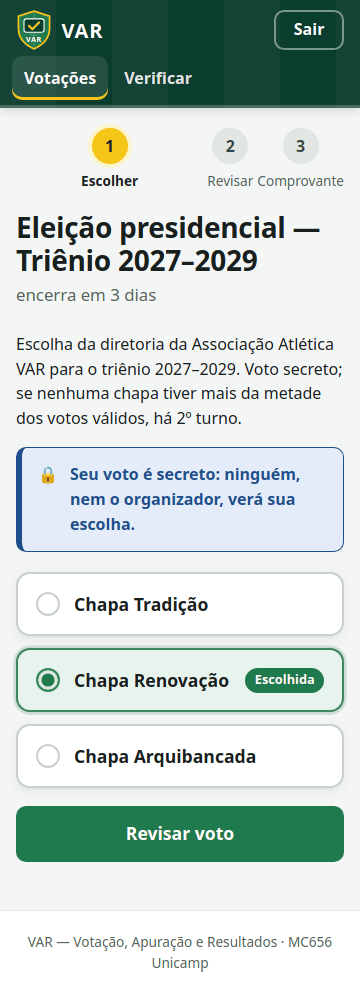 VAR
VAR
Sair
Votações
Verificar
1
2
3
Escolher
Revisar
Comprovante
Eleição presidencial —
Triênio 2027–2029
encerra em 3 dias
Escolha da diretoria da Associação Atlética
VAR para o triênio 2027–2029. Voto secreto;
se nenhuma chapa tiver mais da metade
dos votos válidos, há 2º turno.
Seu voto é secreto: ninguém,
nem o organizador, verá sua
escolha.
Chapa Tradição
Chapa Renovação
Escolhida
Chapa Arquibancada
Revisar voto
VAR — Votação, Apuração e Resultados · MC656
Unicamp